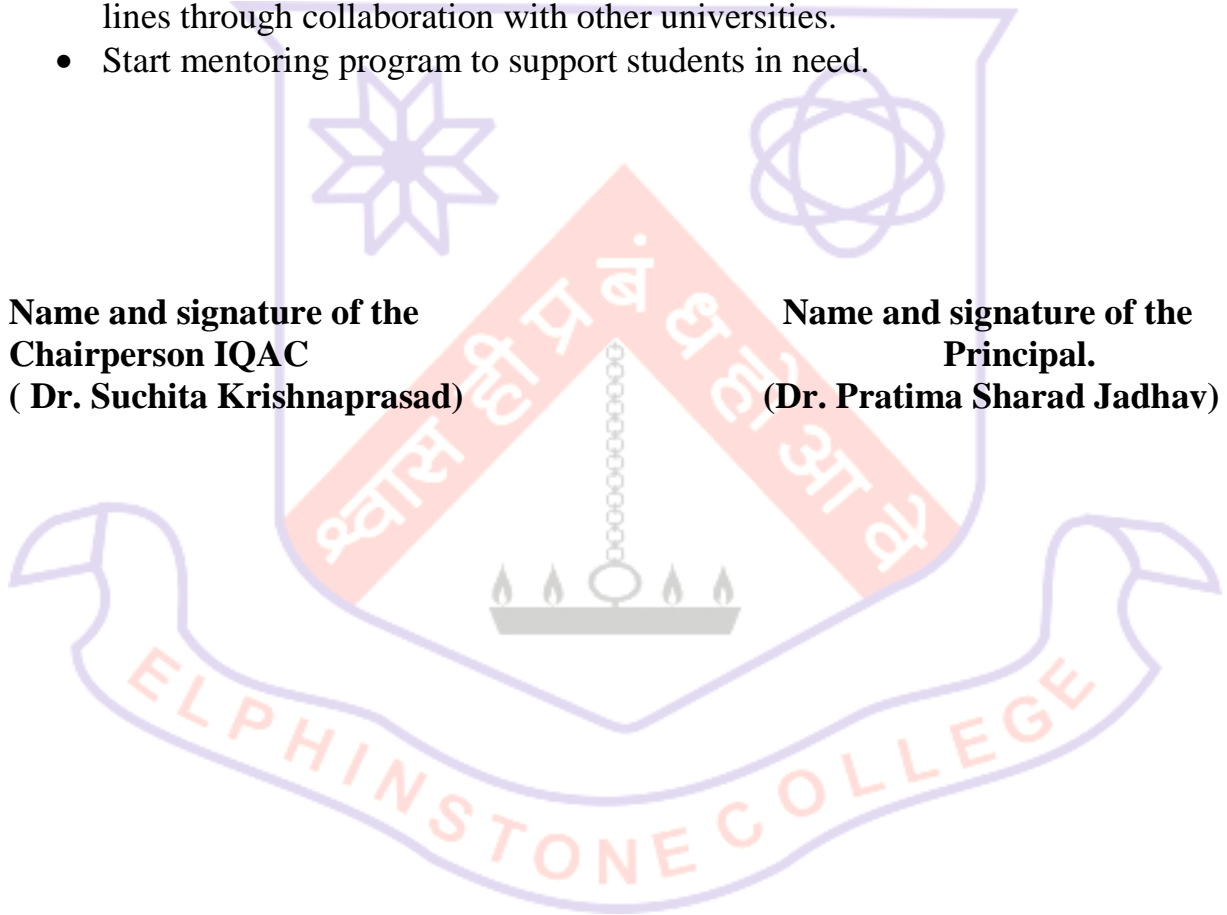 lines through collaboration with other universities.
• Start mentoring program to support students in need.
श्वास ही प्र बं ध हो आ वे
Name and signature of the Name and signature of the
Chairperson IQAC Principal.
( Dr. Suchita Krishnaprasad) (Dr. Pratima Sharad Jadhav)
ELPHINSTONE COLLEGE